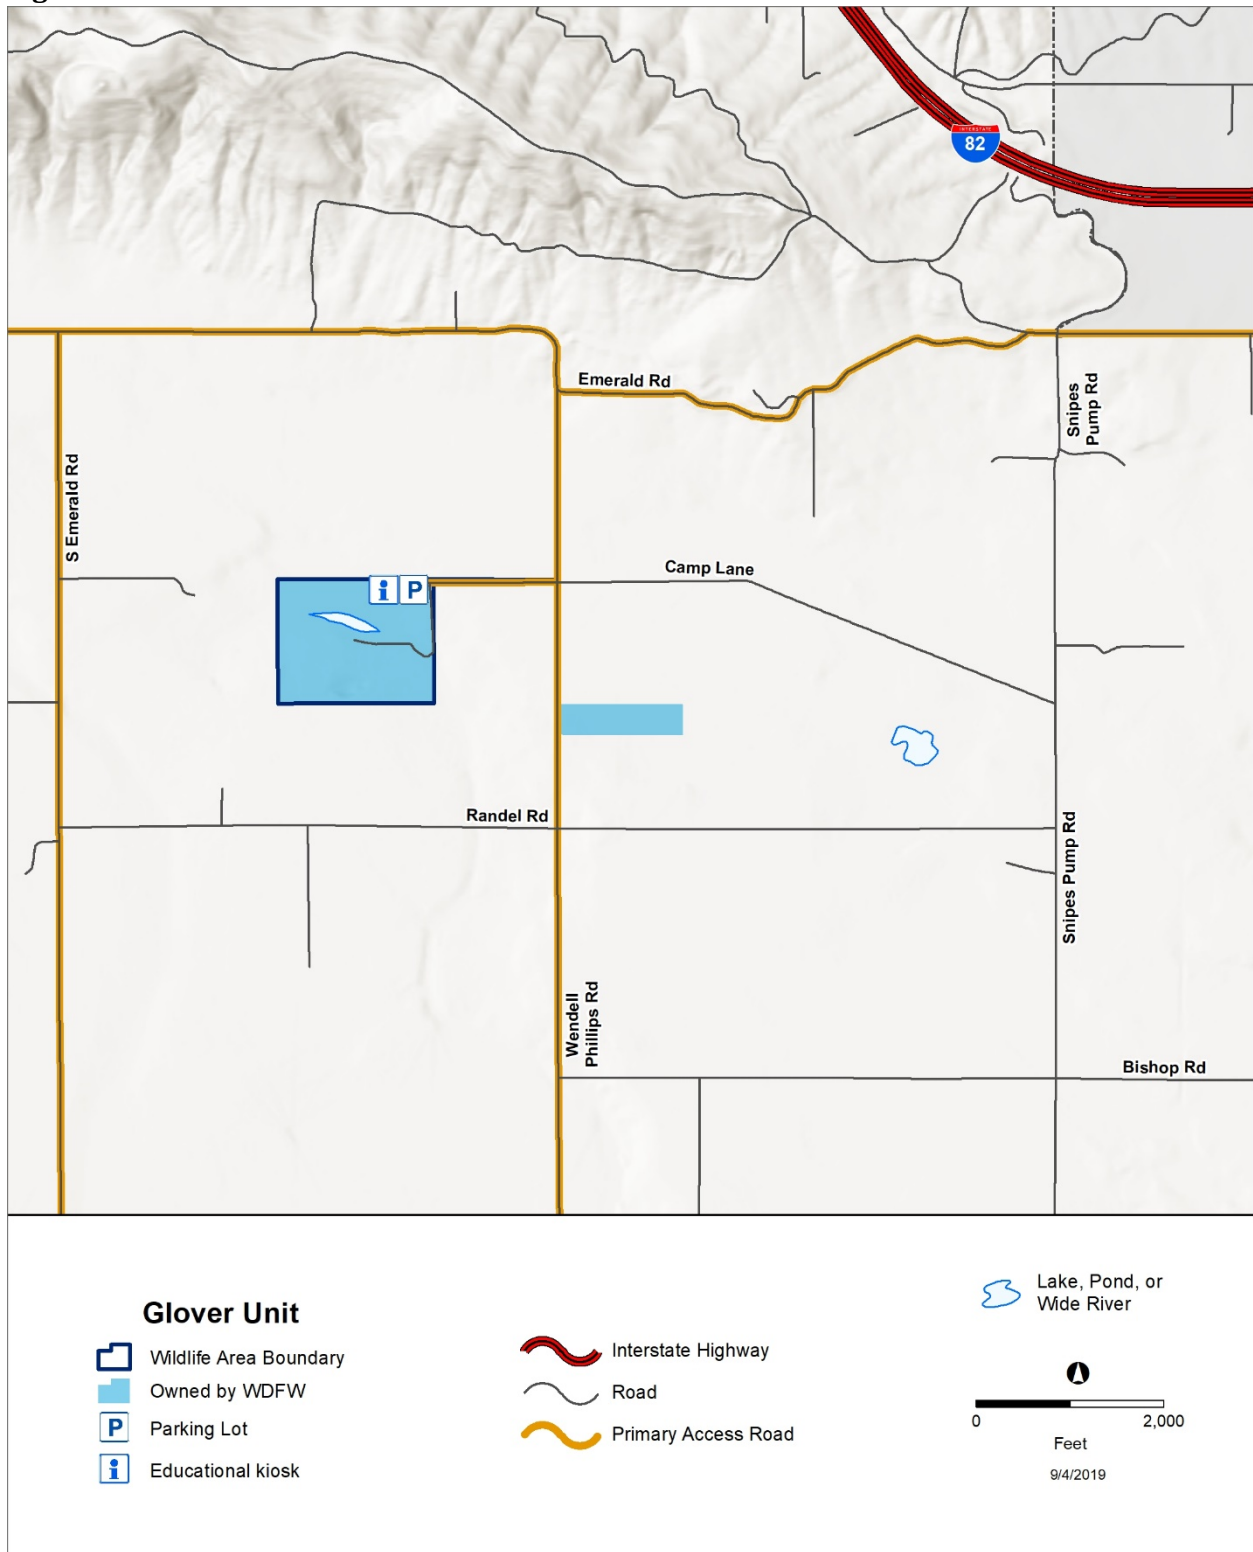 INTERSTATE
82
Emerald Rd
Snipes
Pump Rd
S Emerald Rd
Camp Lane
i
P
Randel Rd
Snipes Pump Rd
Wendell
Phillips Rd
Bishop Rd
Glover Unit
Wildlife Area Boundary
Owned by WDFW
P
Parking Lot
i
Educational kiosk
Interstate Highway
Road
Primary Access Road
Lake, Pond, or
Wide River
0 2,000
Feet
9/4/2019